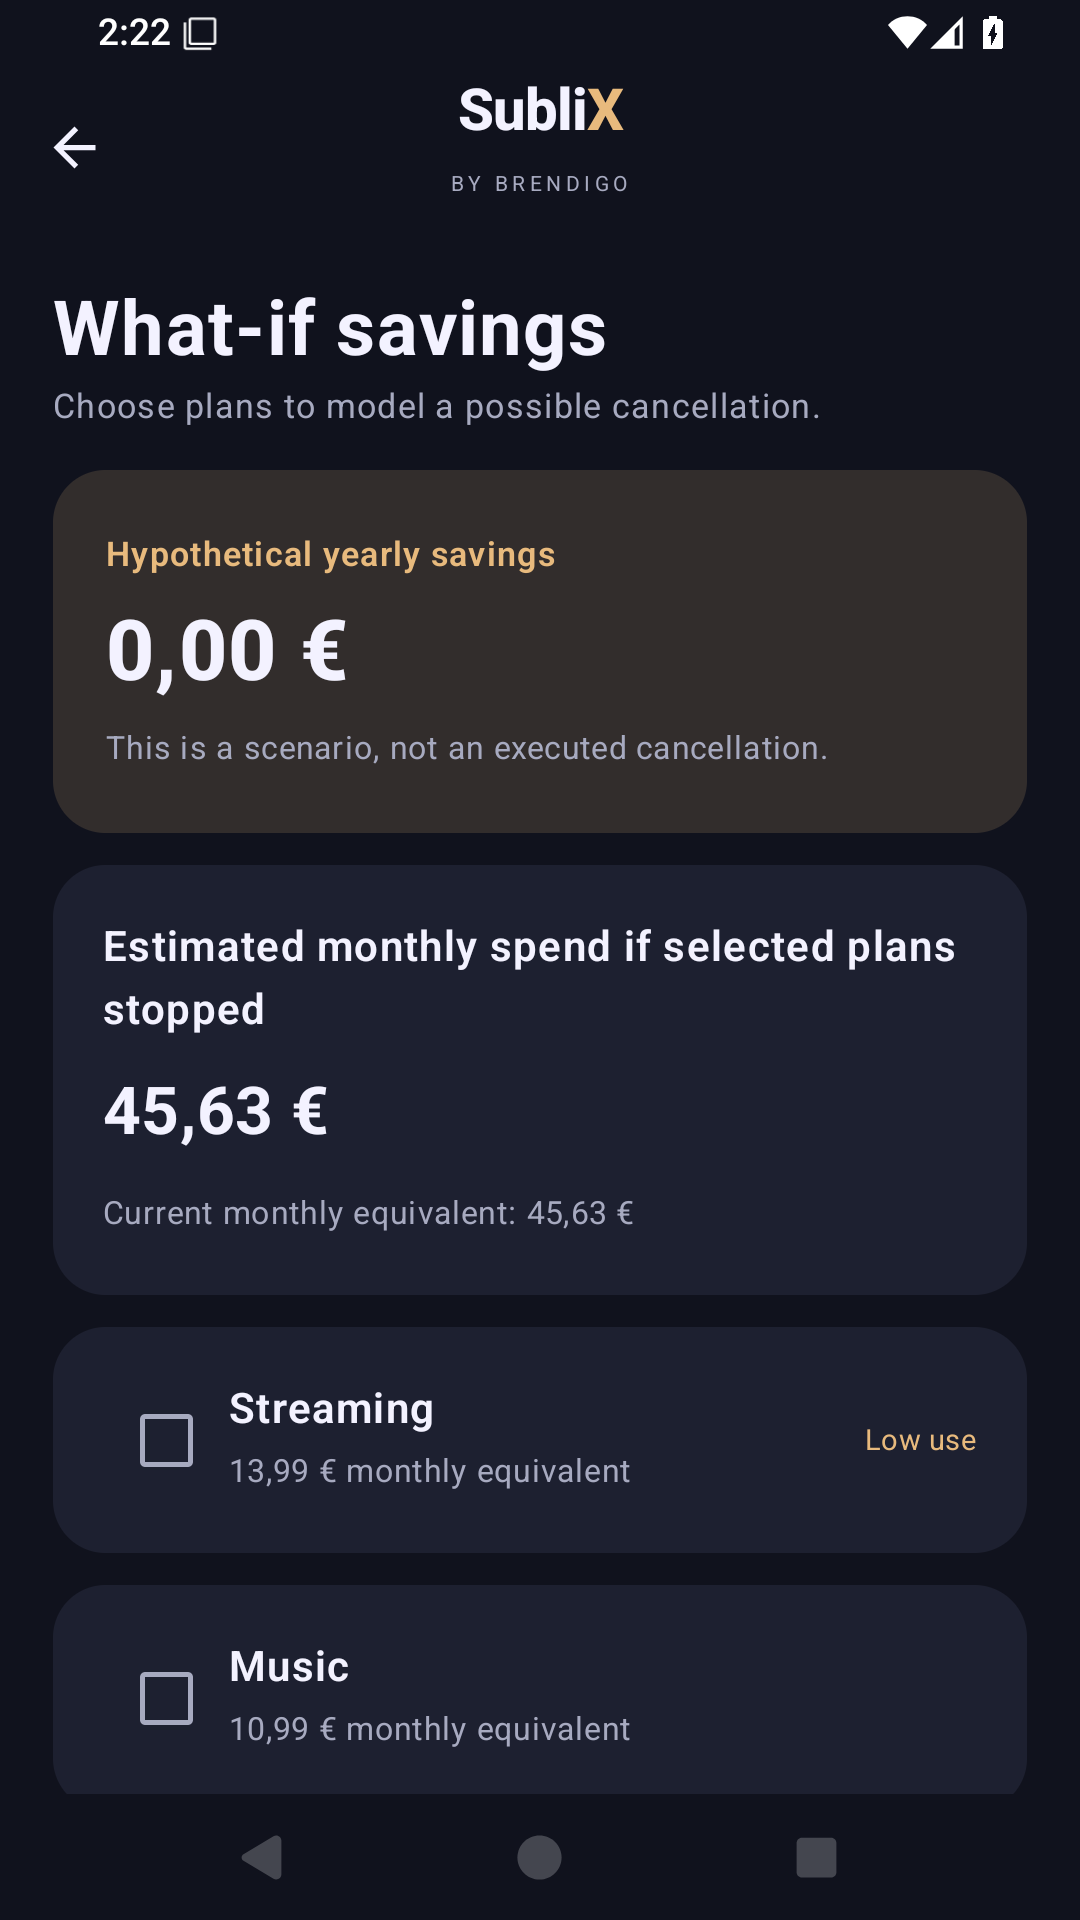 2:22
SubliX
BY BRENDIGO
What-if savings
Choose plans to model a possible cancellation.
Hypothetical yearly savings
0,00 €
This is a scenario, not an executed cancellation.
Estimated monthly spend if selected plans
stopped
45,63 €
Current monthly equivalent: 45,63 €
Streaming
13,99 € monthly equivalent
Low use
Music
10,99 € monthly equivalent